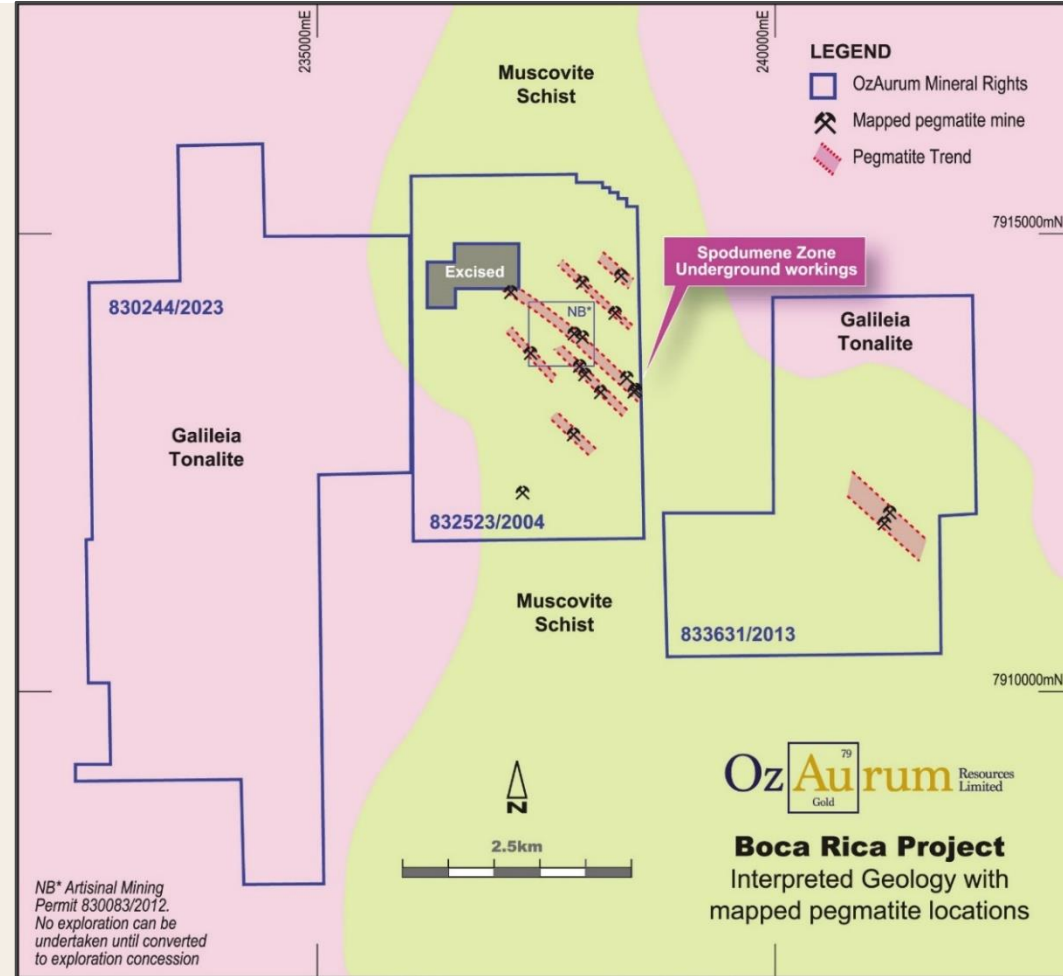 235000mE
240000mE
LEGEND
OzAurum Mineral Rights
Mapped pegmatite mine
Pegmatite Trend
Muscovite
Schist
7915000mN
Spodumene Zone
Underground workings
Excised
830244/2023
NB*
Galileia
Tonalite
Galileia
Tonalite
832523/2004
Muscovite
Schist
833631/2013
7910000mN
N
2.5km
Oz Au rum
79
Gold
Resources
Limited
Boca Rica Project
Interpreted Geology with
mapped pegmatite locations
NB* Artisinal Mining
Permit 830083/2012.
No exploration can be
undertaken until converted
to exploration concession